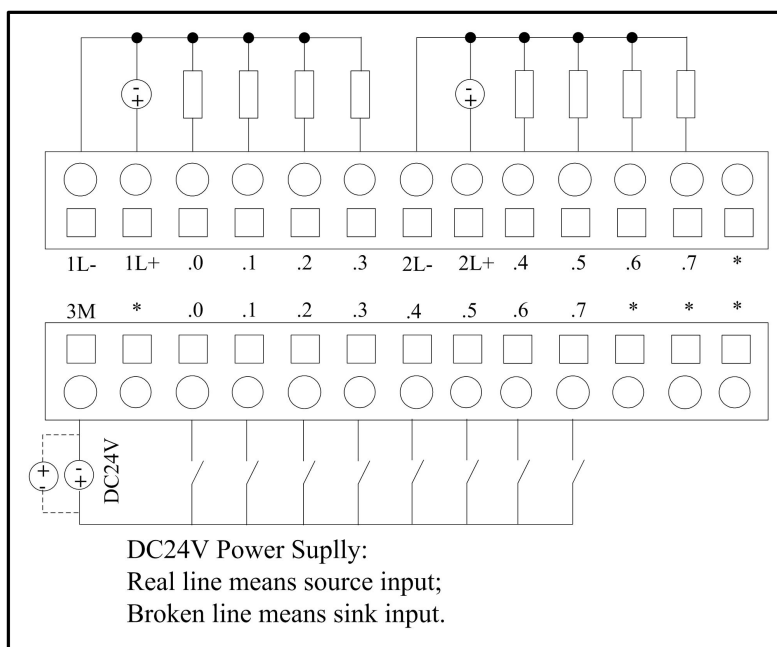 -
+
-
+
1L- 1L+ .0 .1 .2 .3 2L- 2L+ .4 .5 .6 .7 *
3M * .0 .1 .2 .3 .4 .5 .6 .7 * * *
+
-
-
+
DC24V
DC24V Power Suplly:
Real line means source input;
Broken line means sink input.